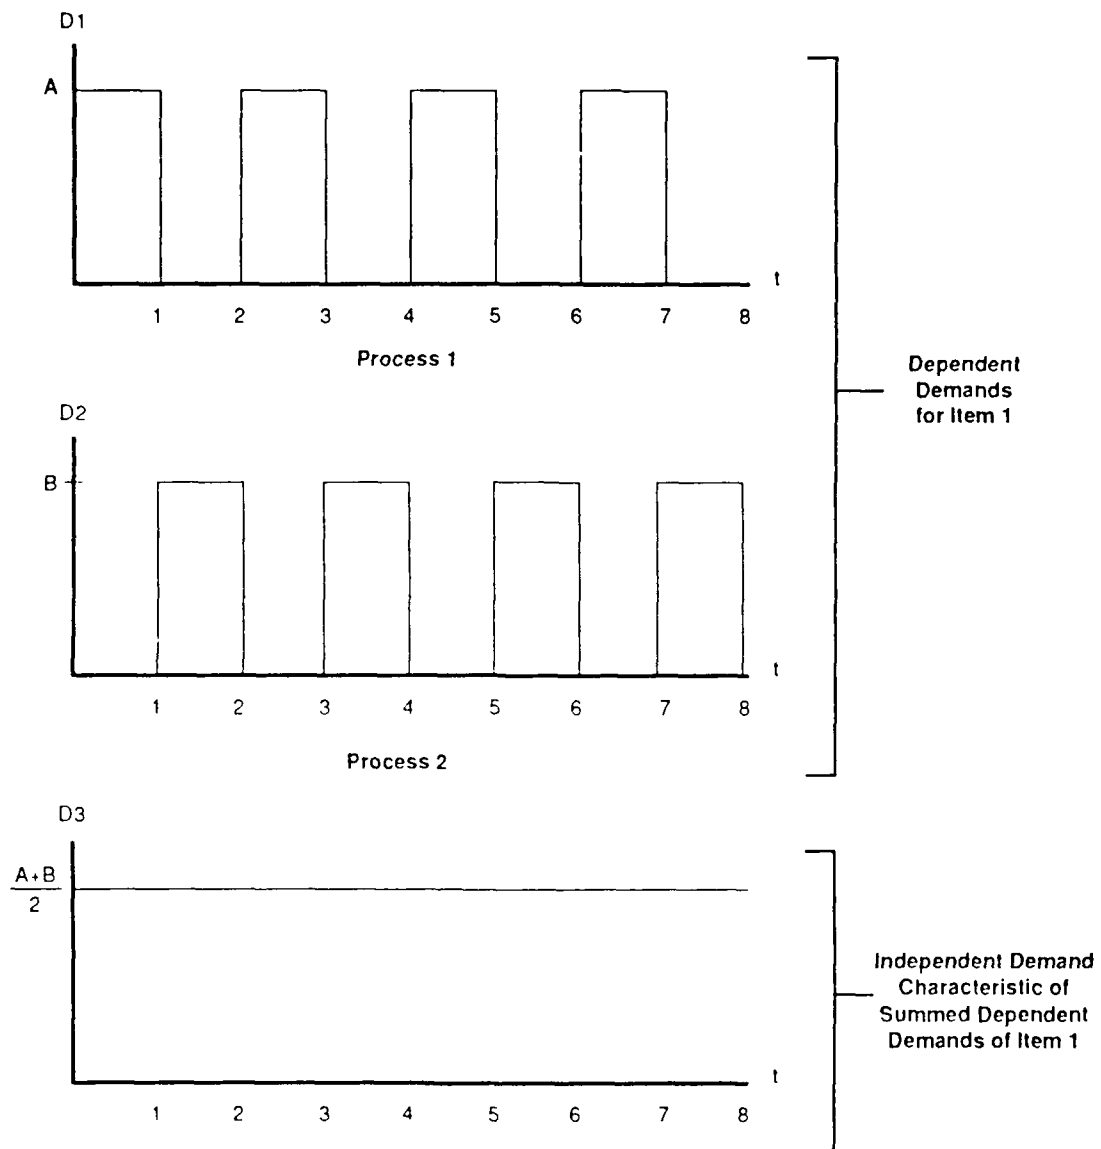 D1
A
t
1 2 3 4 5 6 7 8
Process 1
Dependent
Demands
for Item 1
D2
B
t
1 2 3 4 5 6 7 8
Process 2
D3
A+B
2
t
1 2 3 4 5 6 7 8
Independent Demand
Characteristic of
Summed Dependent
Demands of Item 1